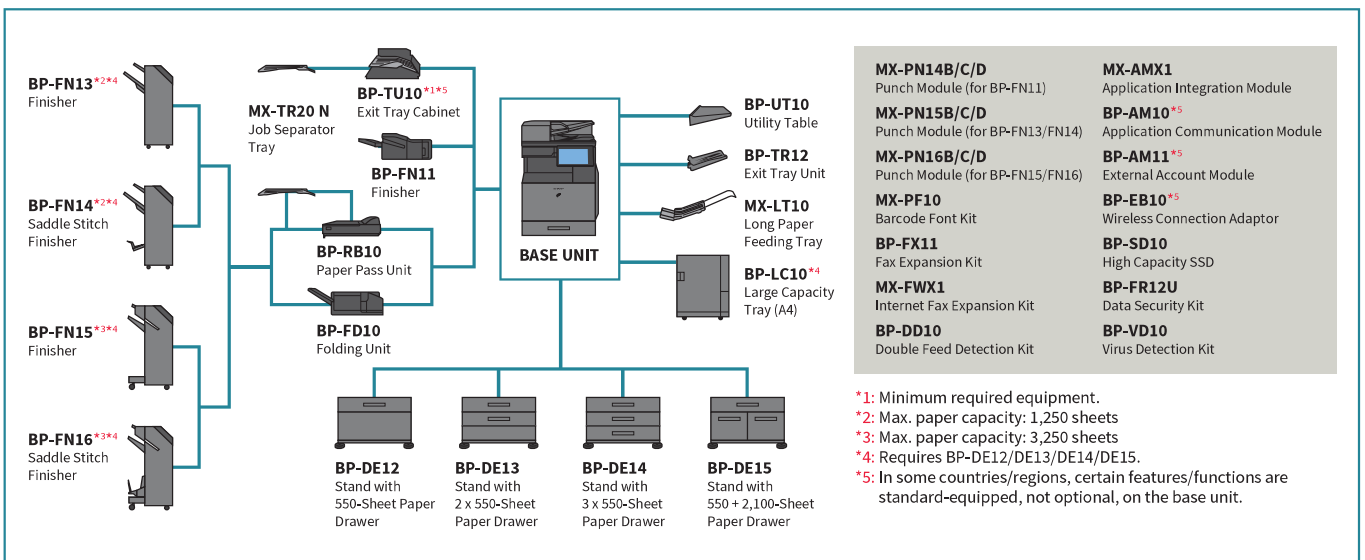 BP-FN13*2*4
Finisher
BP-FN14*2*4
Saddle Stitch
Finisher
BP-FN15*3*4
Finisher
BP-FN16*3*4
Saddle Stitch
Finisher
MX-TR20 N
Job Separator
Tray
BP-TU10*1*5
Exit Tray Cabinet
BP-FN11
Finisher
BP-RB10
Paper Pass Unit
BP-FD10
Folding Unit
BASE UNIT
BP-UT10
Utility Table
BP-TR12
Exit Tray Unit
MX-LT10
Long Paper
Feeding Tray
BP-LC10*4
Large Capacity
Tray (A4)
BP-DE12
Stand with
550-Sheet Paper
Drawer
BP-DE13
Stand with
2 x 550-Sheet
Paper Drawer
BP-DE14
Stand with
3 x 550-Sheet
Paper Drawer
BP-DE15
Stand with
550 + 2,100-Sheet
Paper Drawer
MX-PN14B/C/D
Punch Module (for BP-FN11)
MX-PN15B/C/D
Punch Module (for BP-FN13/FN14)
MX-PN16B/C/D
Punch Module (for BP-FN15/FN16)
MX-PF10
Barcode Font Kit
BP-FX11
Fax Expansion Kit
MX-FWX1
Internet Fax Expansion Kit
BP-DD10
Double Feed Detection Kit
MX-AMX1
Application Integration Module
BP-AM10*5
Application Communication Module
BP-AM11*5
External Account Module
BP-EB10*5
Wireless Connection Adaptor
BP-SD10
High Capacity SSD
BP-FR12U
Data Security Kit
BP-VD10
Virus Detection Kit
*1: Minimum required equipment.
*2: Max. paper capacity: 1,250 sheets
*3: Max. paper capacity: 3,250 sheets
*4: Requires BP-DE12/DE13/DE14/DE15.
*5: In some countries/regions, certain features/functions are
standard-equipped, not optional, on the base unit.